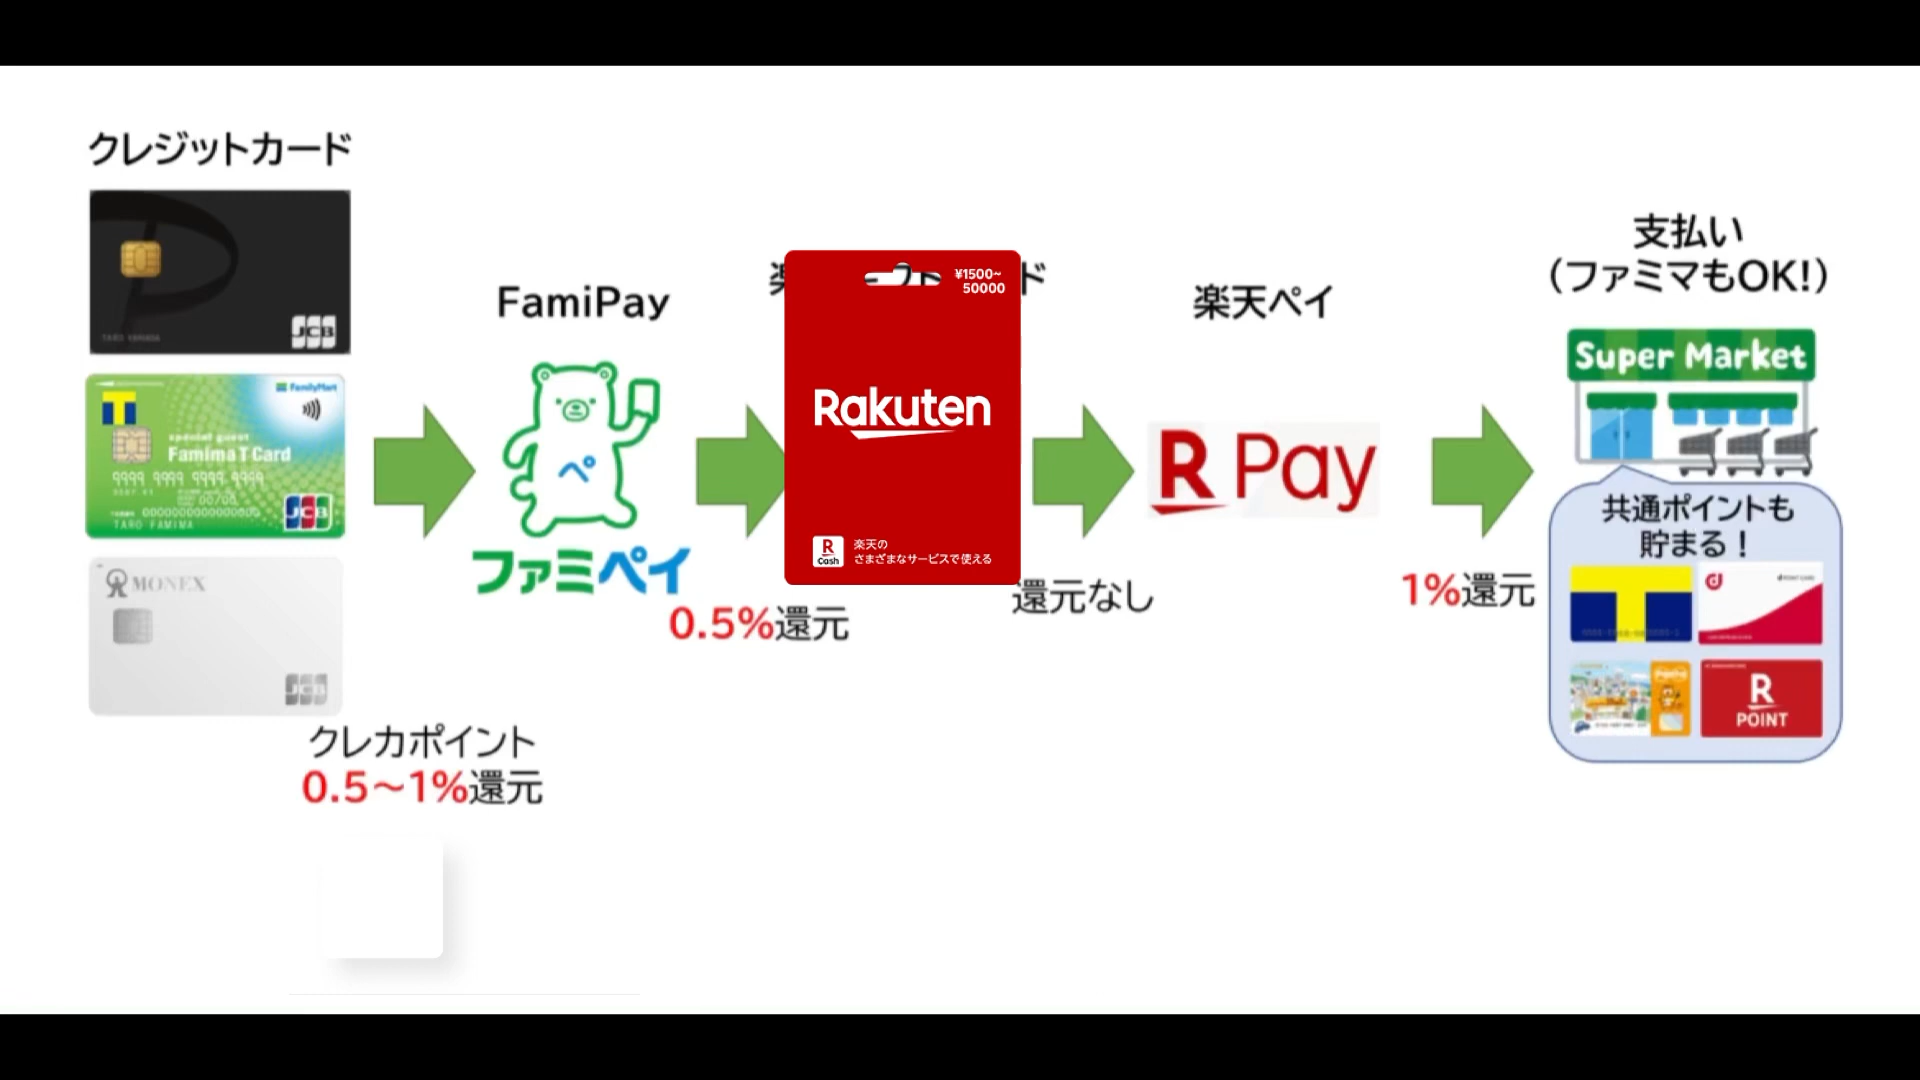 クレジットカード
JCB
FamilyMart
special guest
Famima T Card
9999 9999 9999 9999
TARO FAMIMA
JCB
MONEX
JCB
クレカポイント
0.5～1%還元
FamiPay
ペ
ファミペイ
0.5%還元
¥1500~
50000
Rakuten
R
Cash
楽天の
さまざまなサービスで使える
還元なし
楽天ペイ
R Pay
1%還元
支払い
(ファミマもOK!)
Super Market
共通ポイントも
貯まる！
T
d
R
POINT